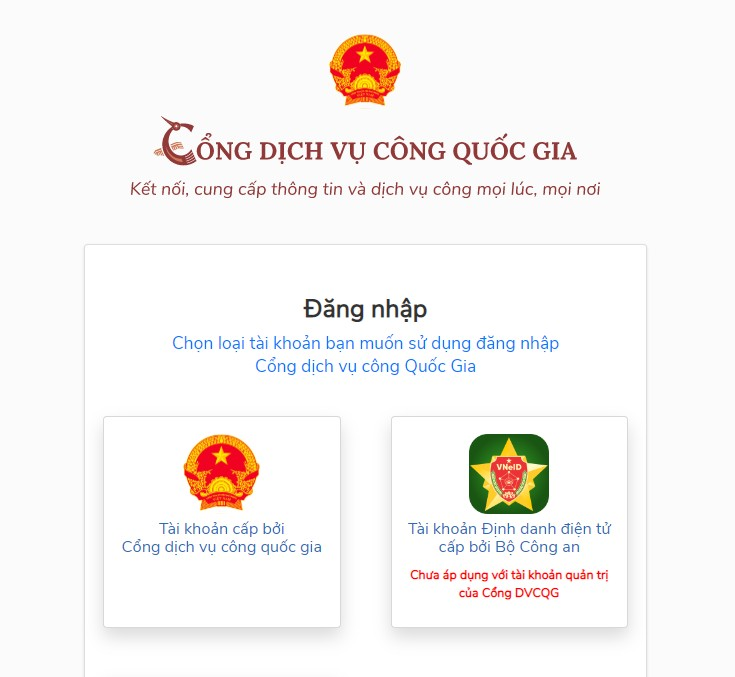 CỔNG DỊCH VỤ CÔNG QUỐC GIA
Kết nối, cung cấp thông tin và dịch vụ công mọi lúc, mọi nơi
Đăng nhập
Chọn loại tài khoản bạn muốn sử dụng đăng nhập
Cổng dịch vụ công Quốc Gia
Tài khoản cấp bởi
Cổng dịch vụ công quốc gia
VNeID
Tài khoản Định danh điện tử
cấp bởi Bộ Công an
Chưa áp dụng với tài khoản quản trị
của Cổng DVCQG